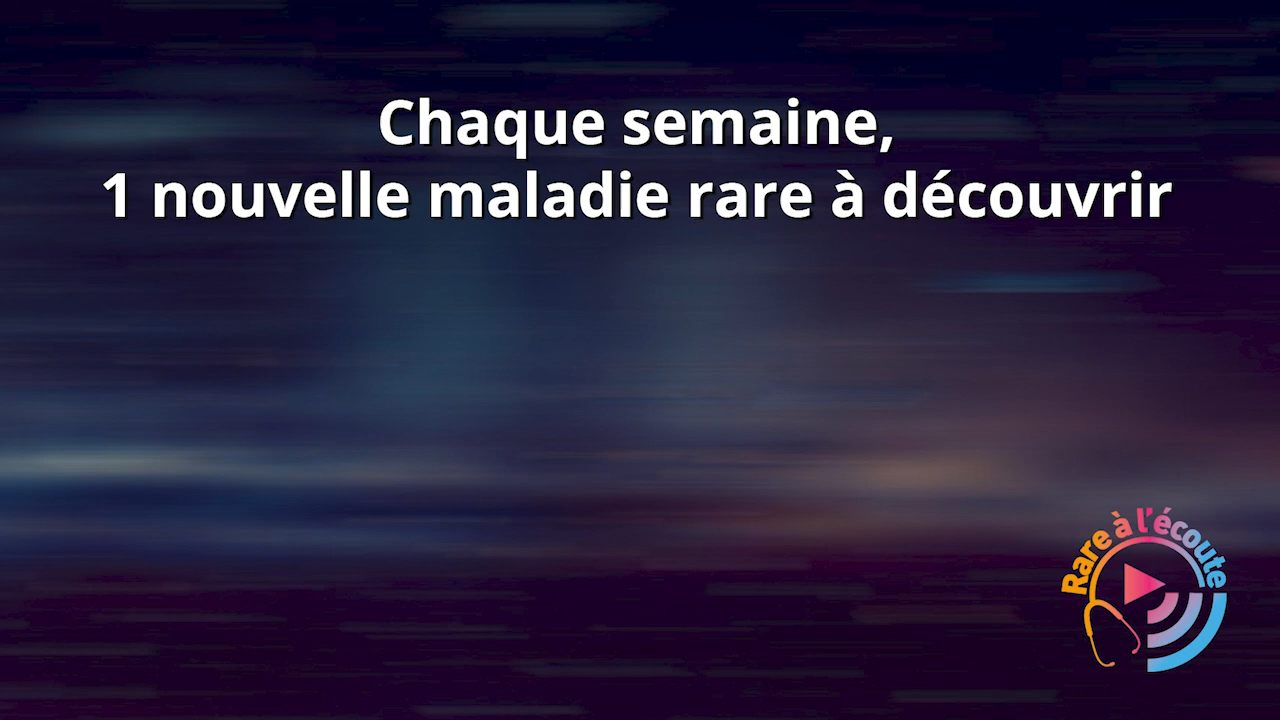 Chaque semaine,
1 nouvelle maladie rare à découvrir
Rare à l'écoute